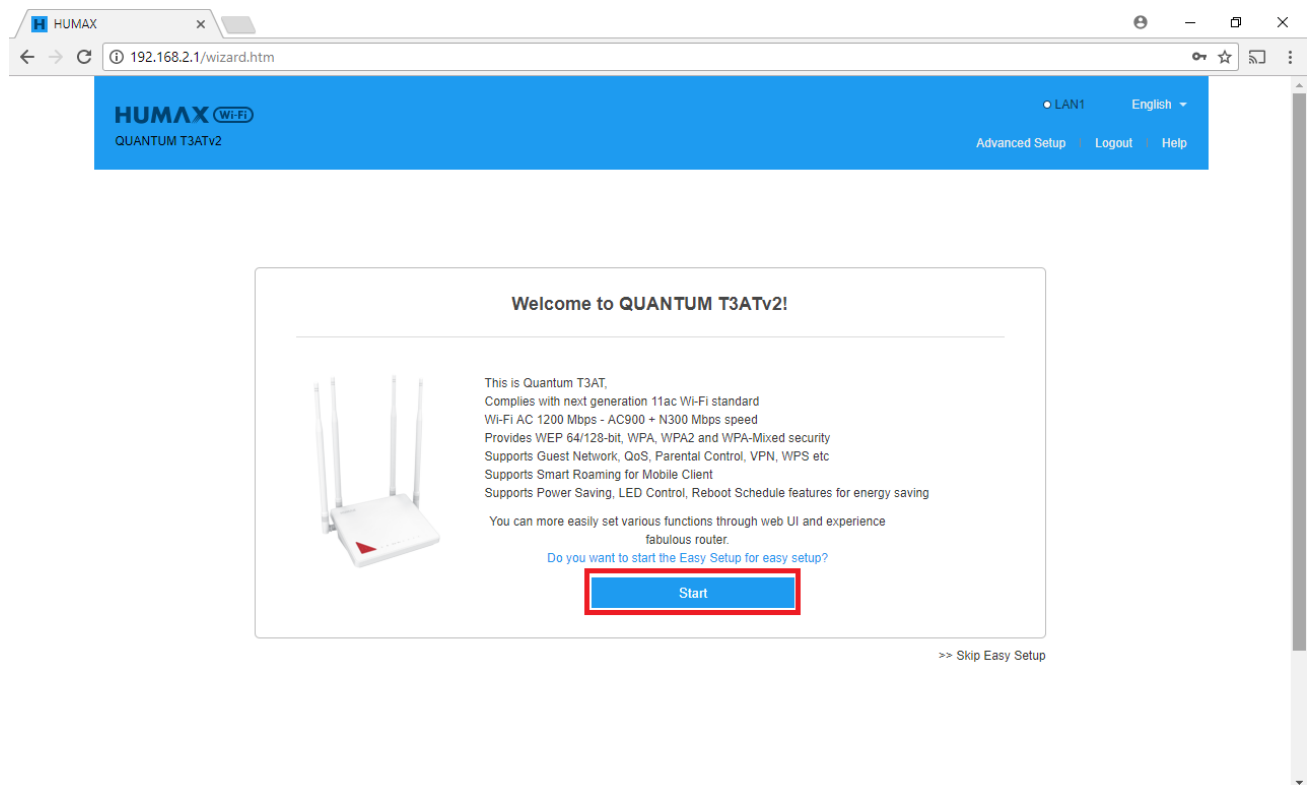 HUMAX
192.168.2.1/wizard.htm
HUMAX Wi-Fi
LAN1 English
QUANTUM T3ATv2
Advanced Setup Logout Help
Welcome to QUANTUM T3ATv2!
This is Quantum T3AT,
Complies with next generation 11ac Wi-Fi standard
Wi-Fi AC 1200 Mbps - AC900 + N300 Mbps speed
Provides WEP 64/128-bit, WPA, WPA2 and WPA-Mixed security
Supports Guest Network, QoS, Parental Control, VPN, WPS etc
Supports Smart Roaming for Mobile Client
Supports Power Saving, LED Control, Reboot Schedule features for energy saving
You can more easily set various functions through web UI and experience
fabulous router.
Do you want to start the Easy Setup for easy setup?
Start
>> Skip Easy Setup